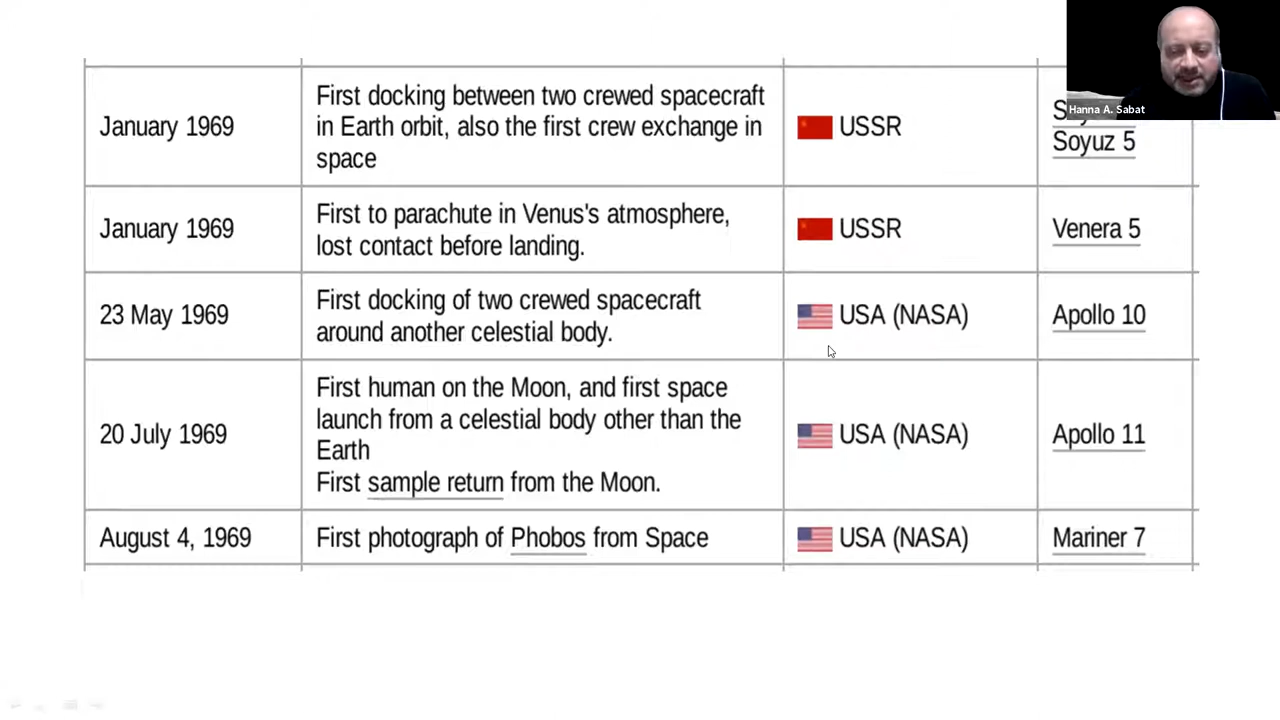 January 1969
First docking between two crewed spacecraft
in Earth orbit, also the first crew exchange in
space
USSR
Soyuz 5
January 1969
First to parachute in Venus's atmosphere,
lost contact before landing.
USSR
Venera 5
23 May 1969
First docking of two crewed spacecraft
around another celestial body.
USA (NASA)
Apollo 10
20 July 1969
First human on the Moon, and first space
launch from a celestial body other than the
Earth
First sample return from the Moon.
USA (NASA)
Apollo 11
August 4, 1969
First photograph of Phobos from Space
USA (NASA)
Mariner 7
Hanna A. Sabat